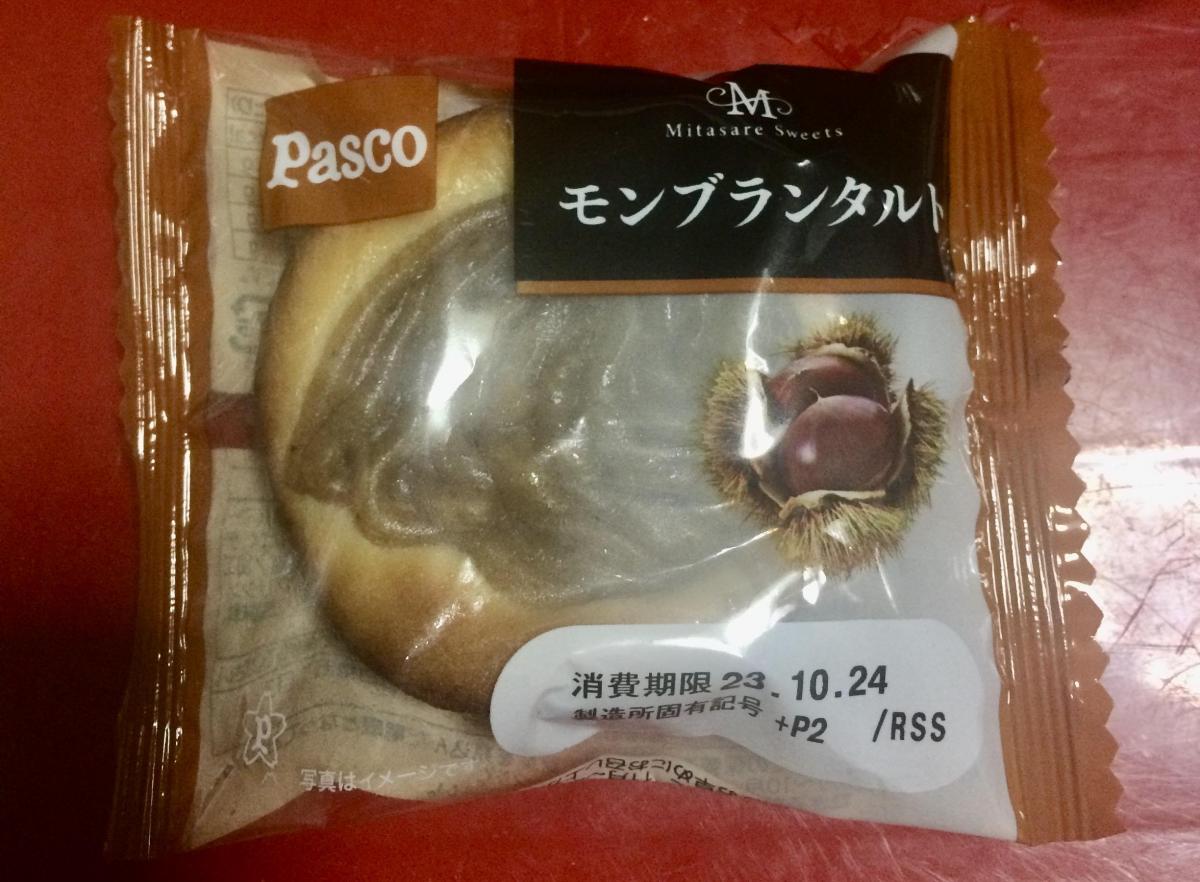 Pasco
M
Mitasare Sweets
モンブランタルト
消費期限 23.10.24
製造所固有記号 +P2 /RSS
P
写真はイメージです